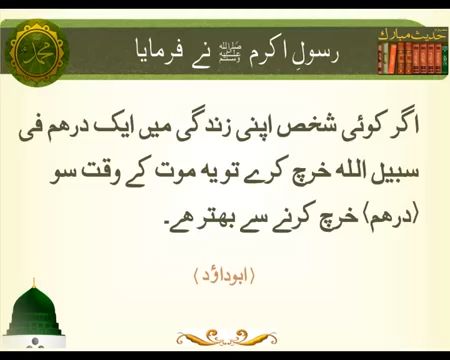 حدیث مبارک
محمد
رسولِ اکرم ﷺ نے فرمایا
اگر کوئی شخص اپنی زندگی میں ایک درھم فی
سبیل اللہ خرچ کرے تو یہ موت کے وقت سو
(درھم) خرچ کرنے سے بہتر ھے۔
(ابوداؤد)